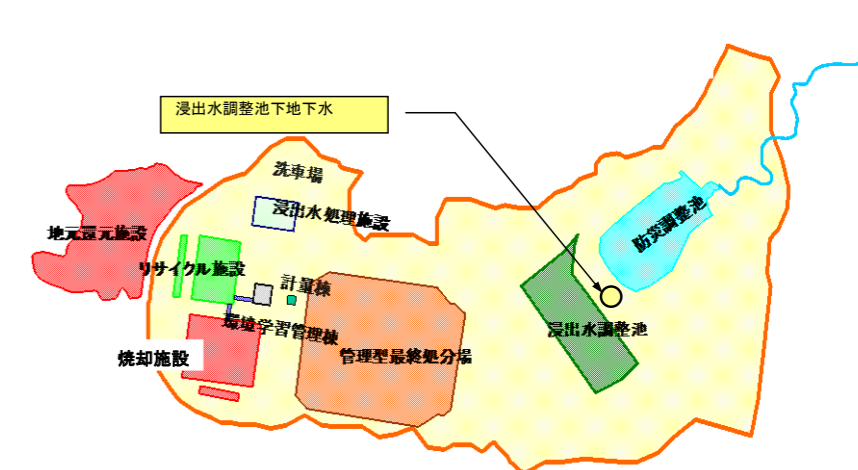 浸出水調整池下地下水
洗車場
浸出水処理施設
地元還元施設
防災調整池
リサイクル施設
計量棟
環境学習管理棟
浸出水調整池
焼却施設
管理型最終処分場